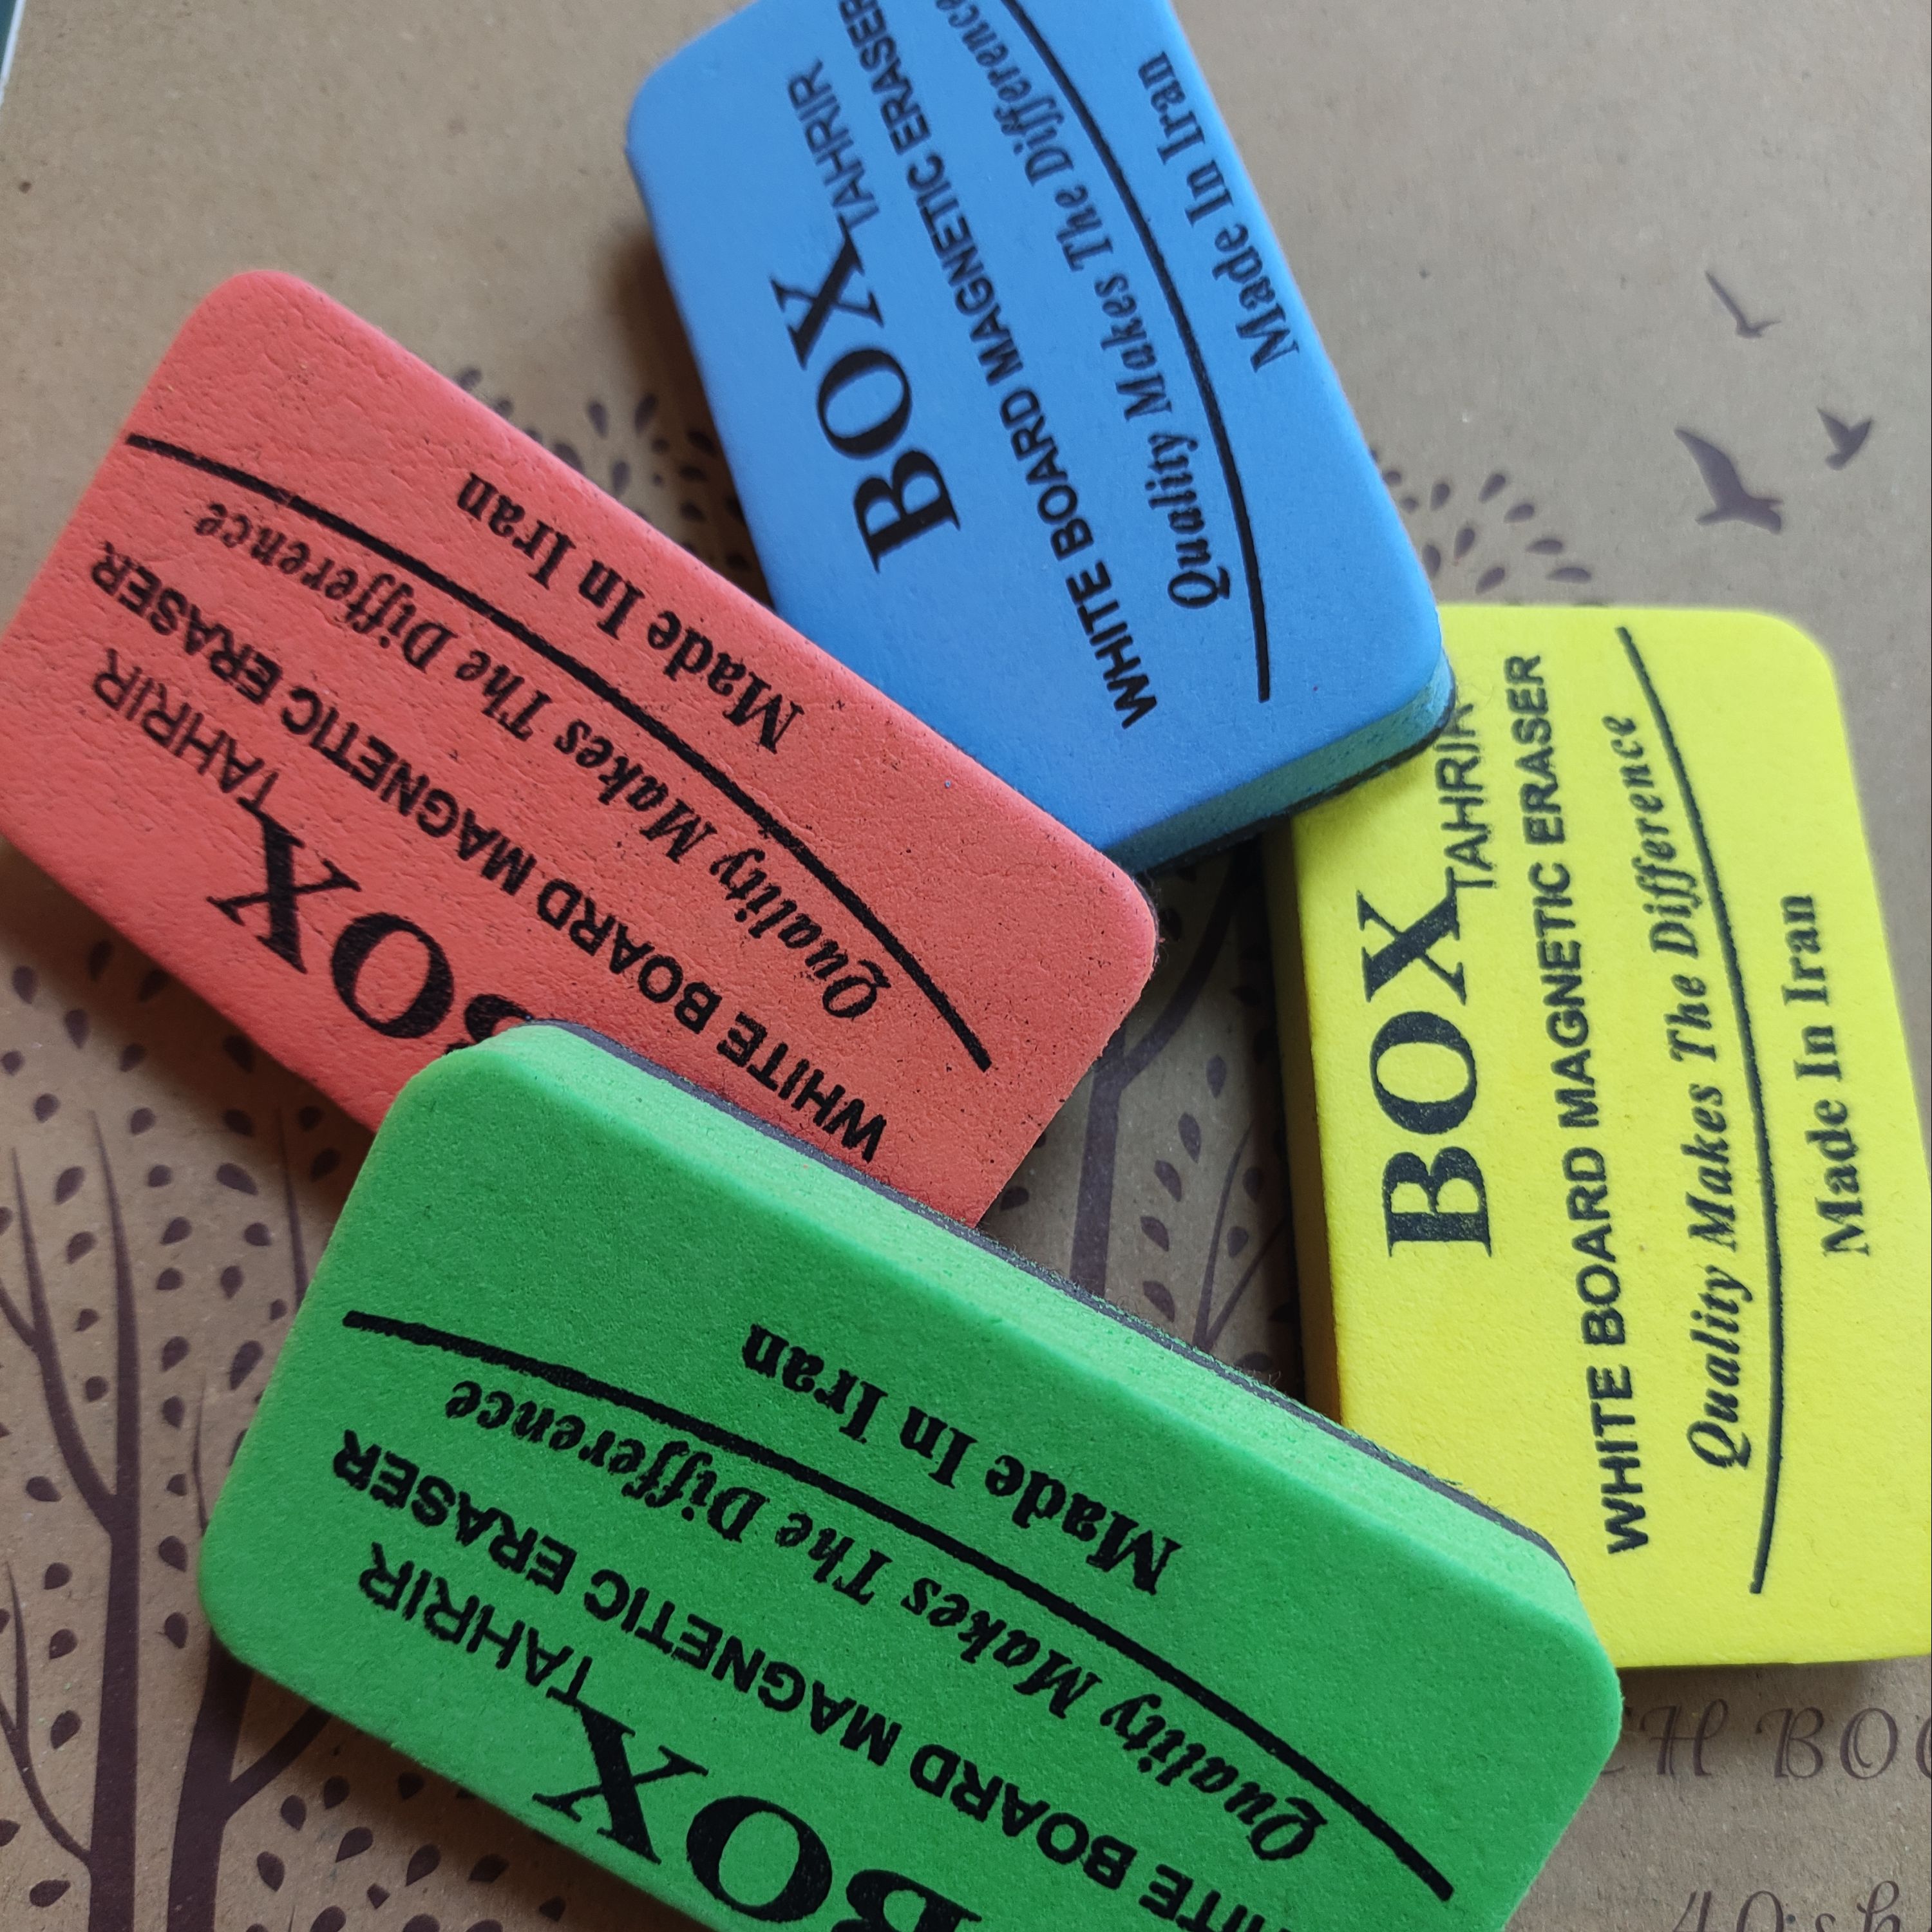 BOX TAHRIR
WHITE BOARD MAGNETIC ERASER
Quality Makes The Difference
Made In Iran
BOX TAHRIR
WHITE BOARD MAGNETIC ERASER
Quality Makes The Difference
Made In Iran
BOX TAHRIR
WHITE BOARD MAGNETIC ERASER
Quality Makes The Difference
Made In Iran
BOX TAHRIR
WHITE BOARD MAGNETIC ERASER
Quality Makes The Difference
Made In Iran